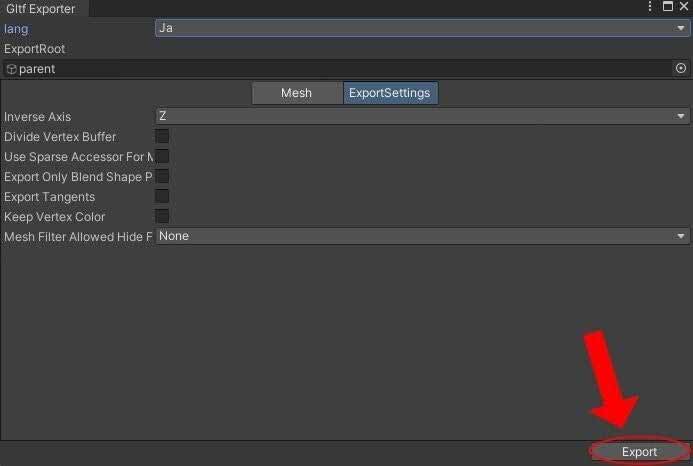 Gltf Exporter
lang Ja
ExportRoot
parent
Mesh ExportSettings
Inverse Axis Z
Divide Vertex Buffer
Use Sparse Accessor For M
Export Only Blend Shape P
Export Tangents
Keep Vertex Color
Mesh Filter Allowed Hide F None
Export